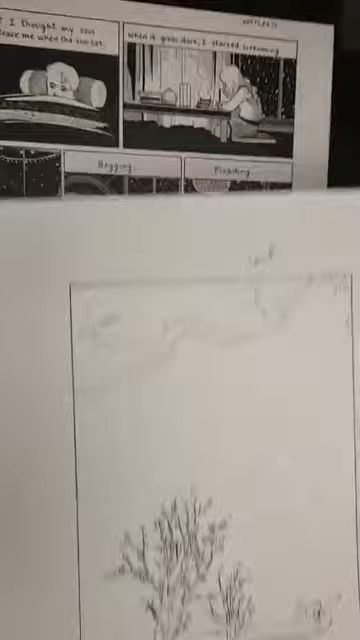 I thought my soul
leave me when the sun set.
When it grew dark, I started screaming
Begging.
Pleading.